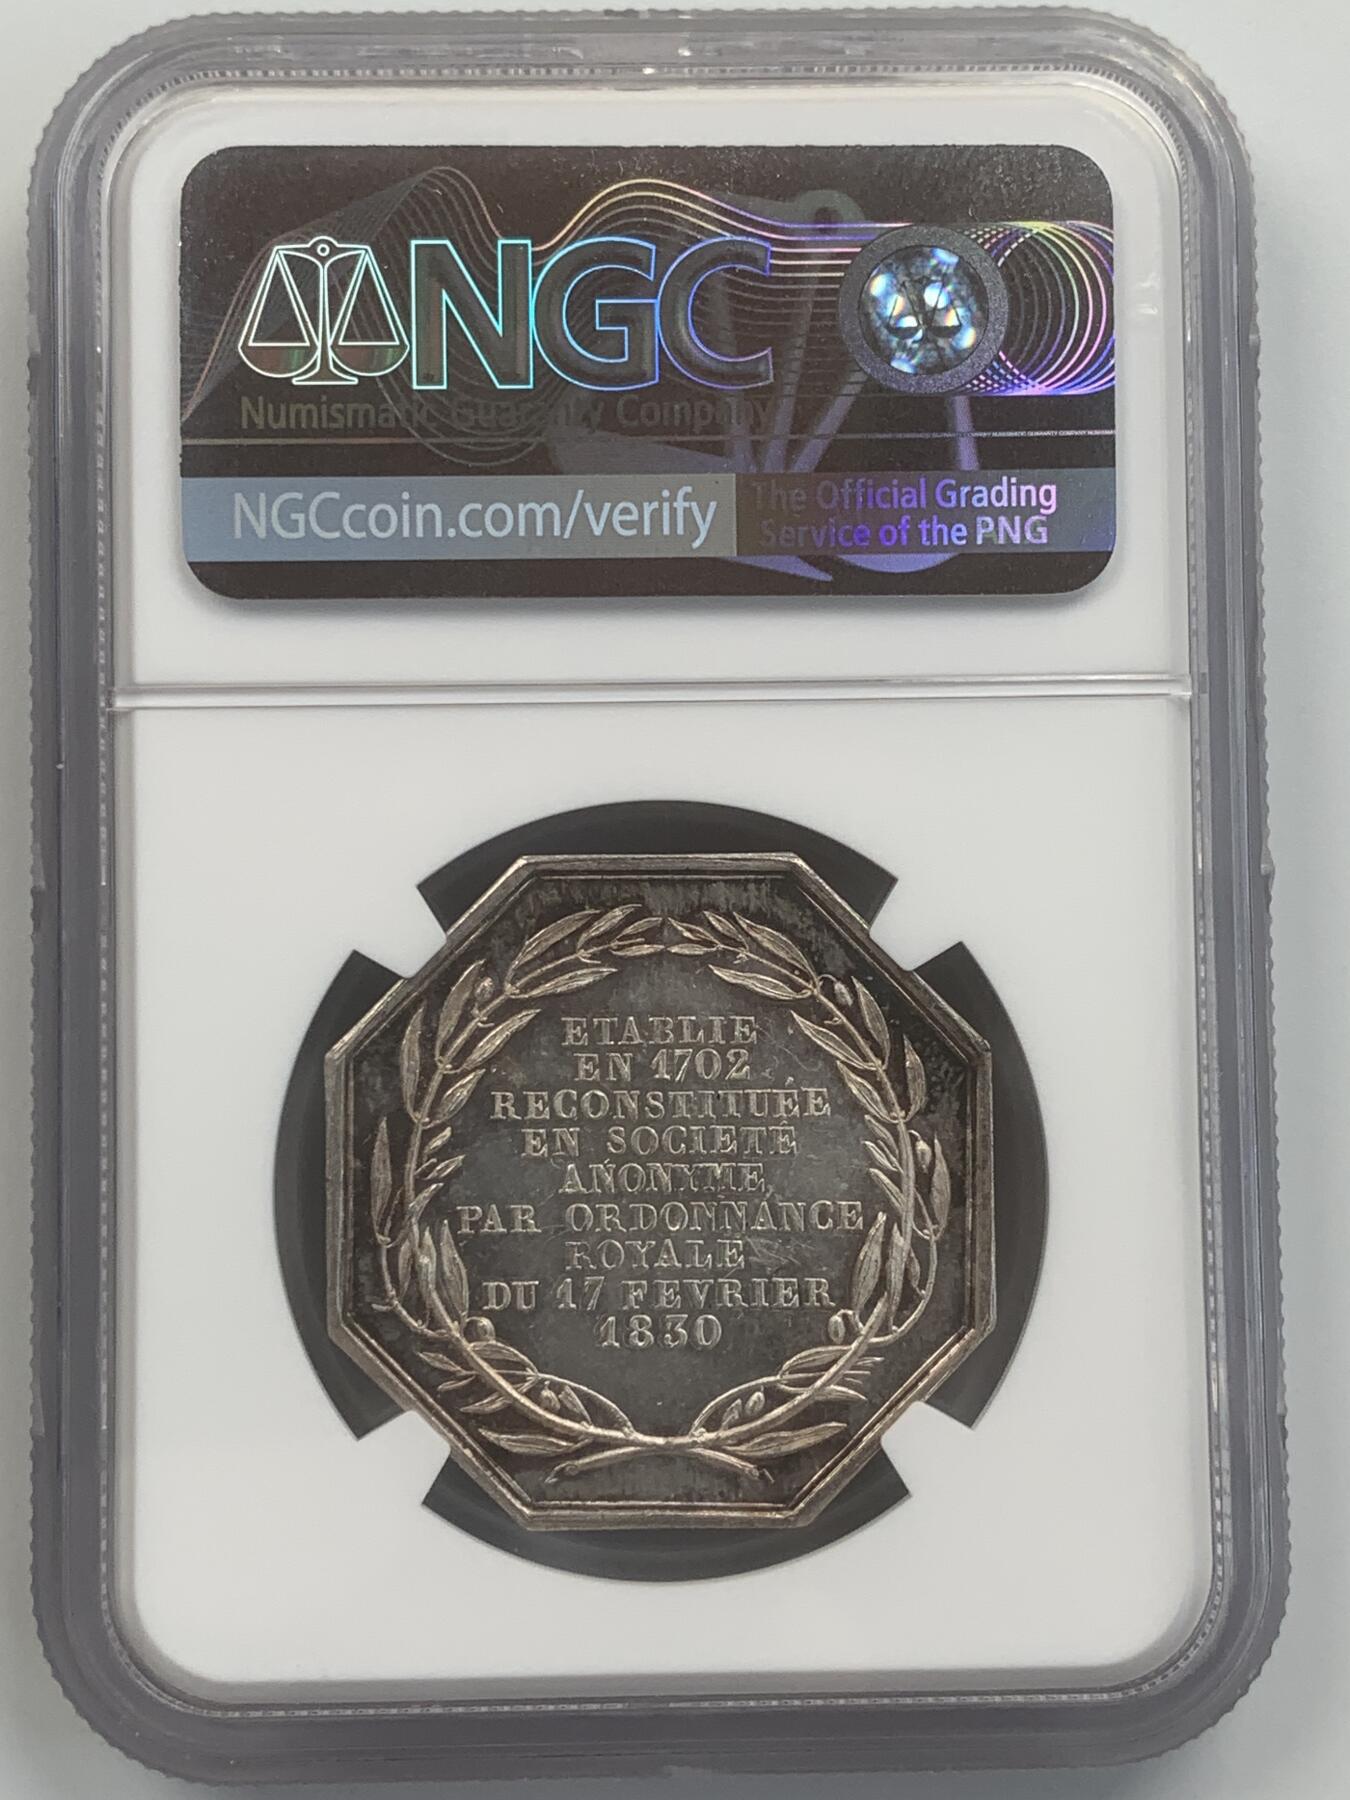 NGC
Numismatic Guaranty Company
NGCcoin.com/verify
The Official Grading
Service of the PNG
ETABLIE
EN 1702
RECONSTITUÉE
EN SOCIETÉ
ANONYME,
PAR ORDONNANCE
ROYALE
DU 17 FEVRIER
1830